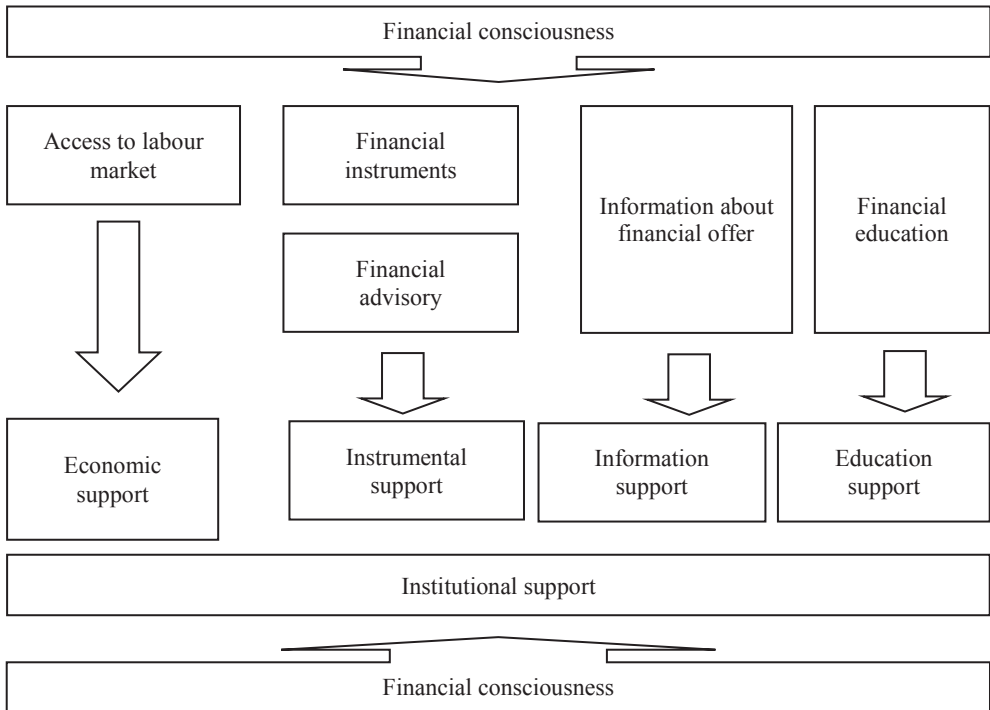 Financial consciousness
Access to labour
market
Financial
instruments
Financial
advisory
Information about
financial offer
Financial
education
Economic
support
Instrumental
support
Information
support
Education
support
Institutional support
Financial consciousness